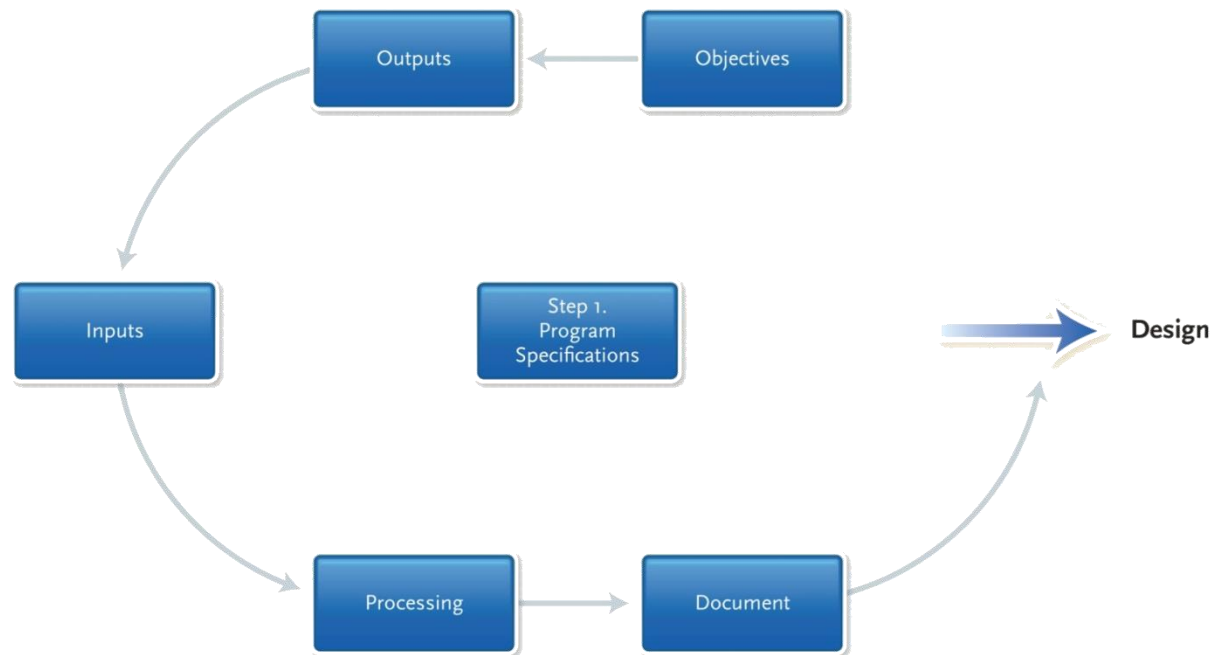 Outputs
Objectives
Inputs
Step 1.
Program
Specifications
Design
Processing
Document